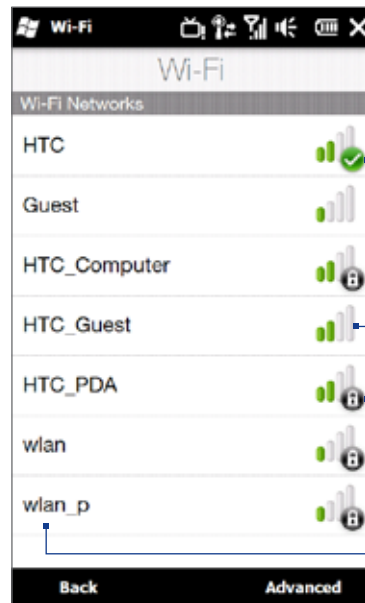 Wi-Fi
Wi-Fi
Wi-Fi Networks
HTC
Guest
HTC_Computer
HTC_Guest
HTC_PDA
wlan
wlan_p
Back Advanced